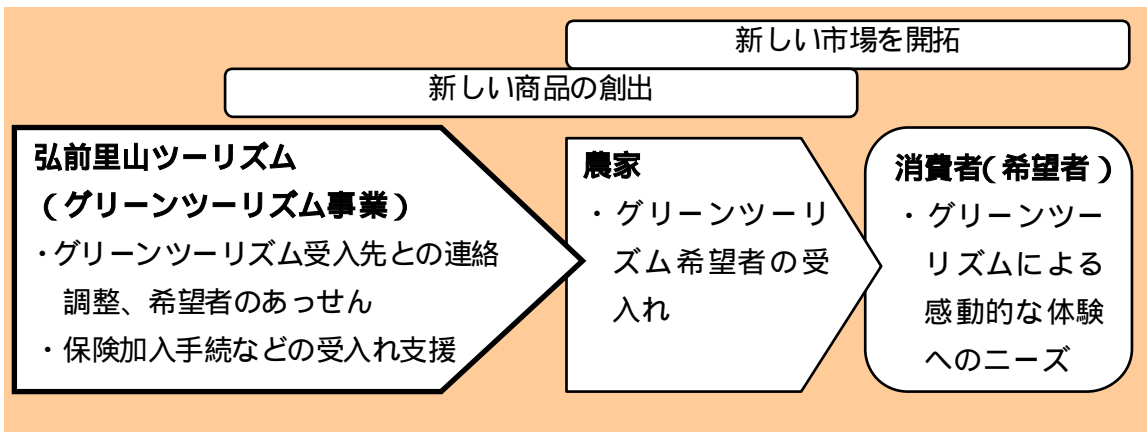 新しい市場を開拓
新しい商品の創出
弘前里山ツーリズム
（グリーンツーリズム事業）
・グリーンツーリズム受入先との連絡
調整、希望者のあっせん
・保険加入手続などの受入れ支援
農家
・グリーンツーリ
ズム希望者の受
入れ
消費者（希望者）
・グリーンツー
リズムによる
感動的な体験
へのニーズ